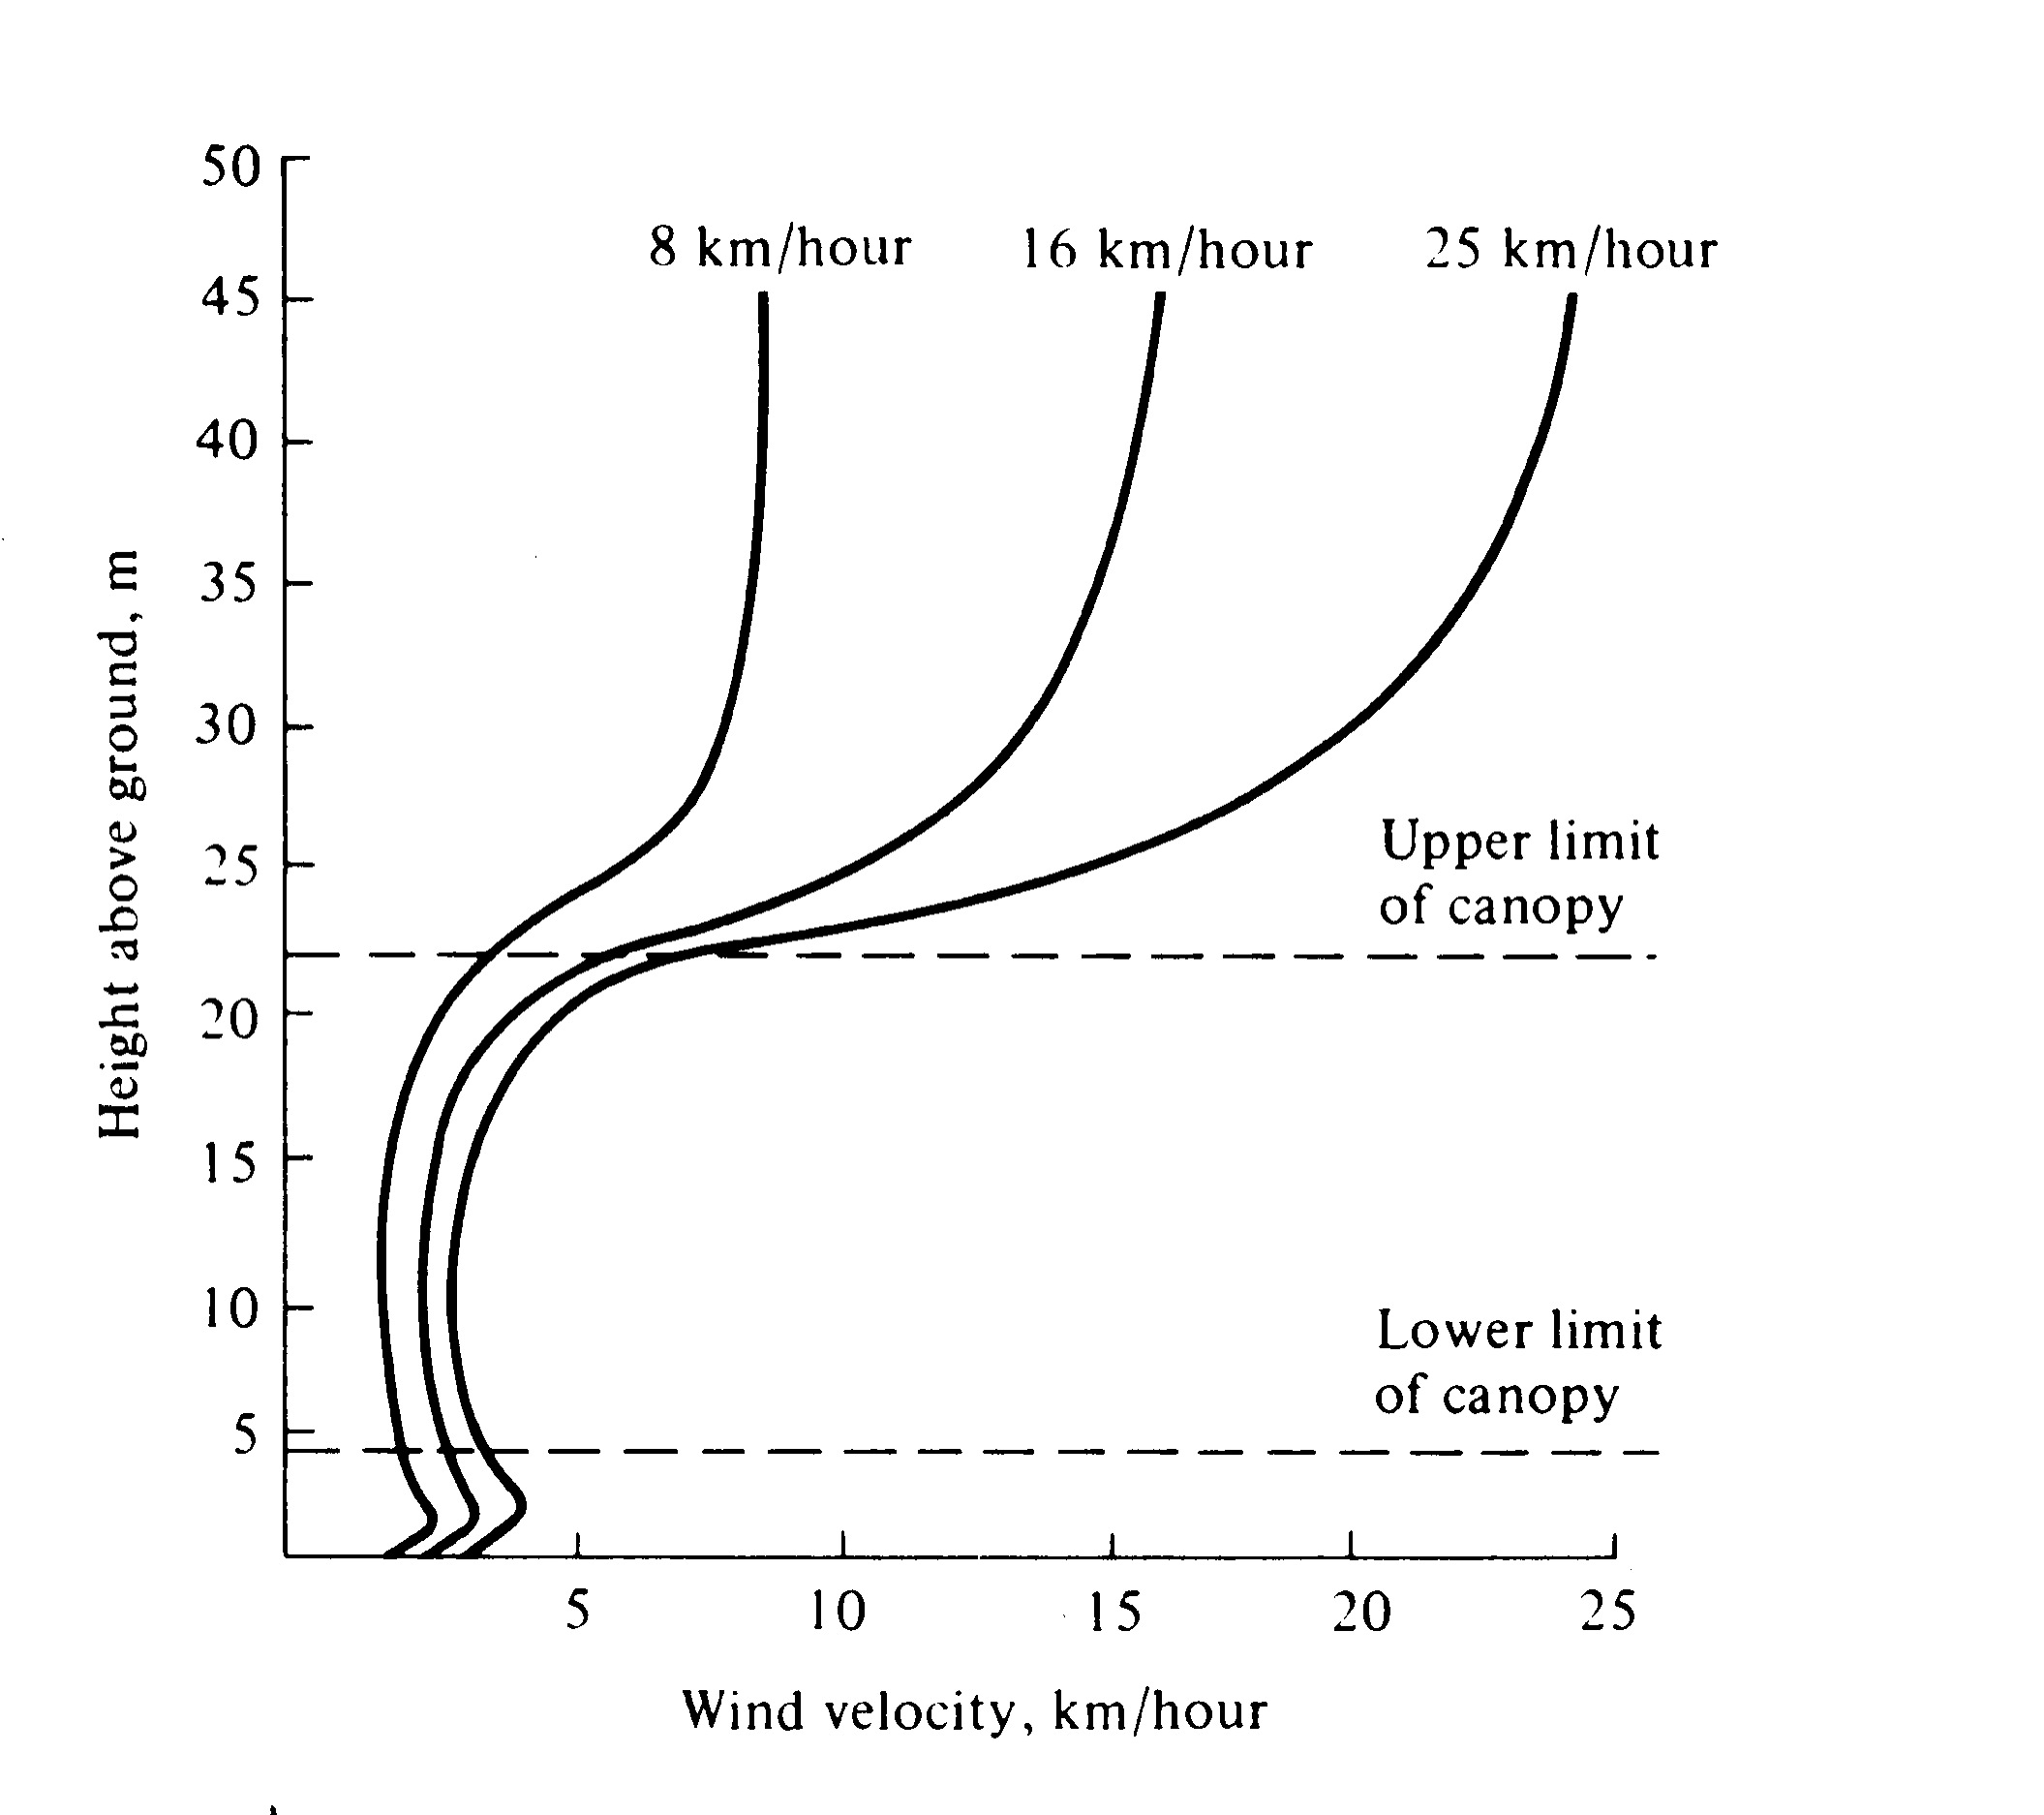 50
8 km/hour 16 km/hour 25 km/hour
45
40
35
30
25
20
15
10
5
Height above ground, m
Upper limit
of canopy
Lower limit
of canopy
5 10 15 20 25
Wind velocity, km/hour